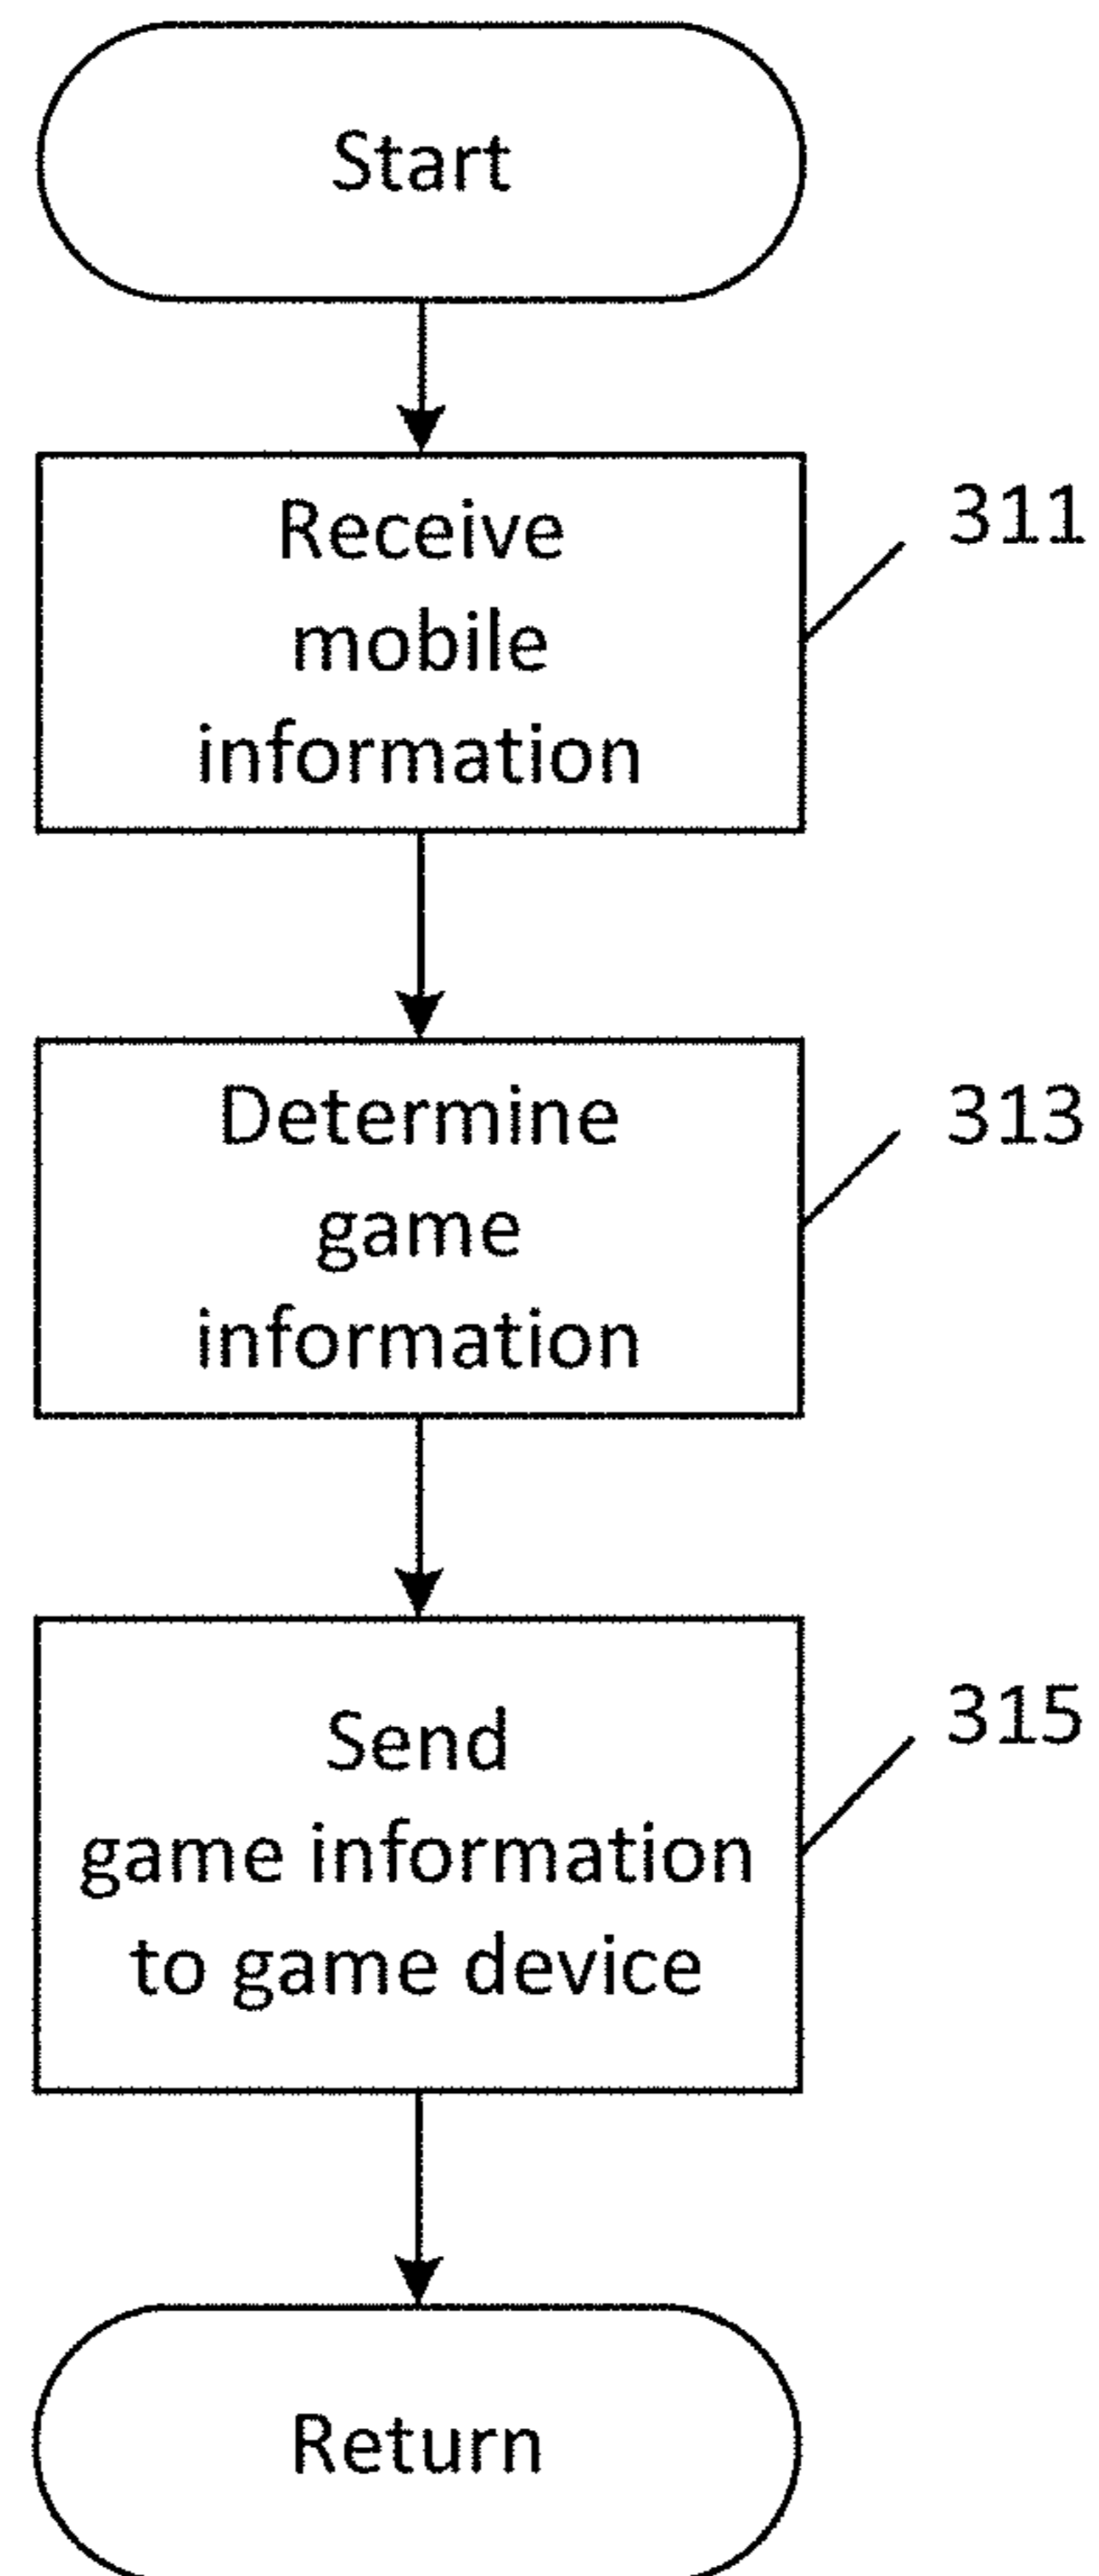 Start
Receive
mobile
information
311
Determine
game
information
313
Send
game information
to game device
315
Return